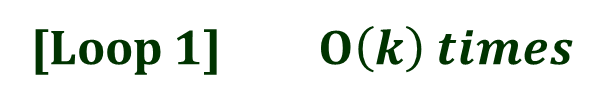 [Loop 1] O(k) times